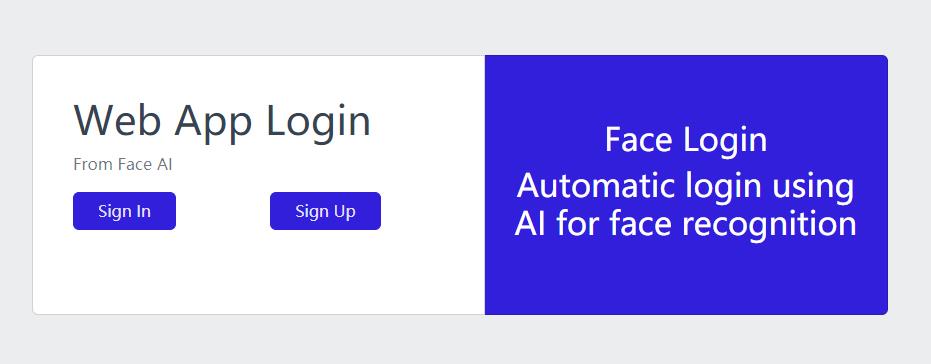 Web App Login
From Face AI
Sign In
Sign Up
Face Login
Automatic login using
AI for face recognition